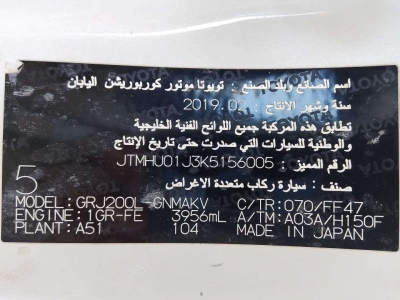 اسم الصانع وبلد الصنع : تويوتا موتور كوربوريشن اليابان
سنة وشهر الانتاج : 2019.02
تطابق هذه المركبة جميع اللوائح الفنية الخليجية
والوطنية للسيارات التي صدرت حتى تاريخ الإنتاج
الرقم المميز : JTMHU01J3K5156005
صنف : سيارة ركاب متعددة الاغراض
5
MODEL: GRJ200L-GNMAKV C/TR: 070/FF47
ENGINE: 1GR-FE 3956mL A/TM: A03A/H150F
PLANT: A51 104 MADE IN JAPAN